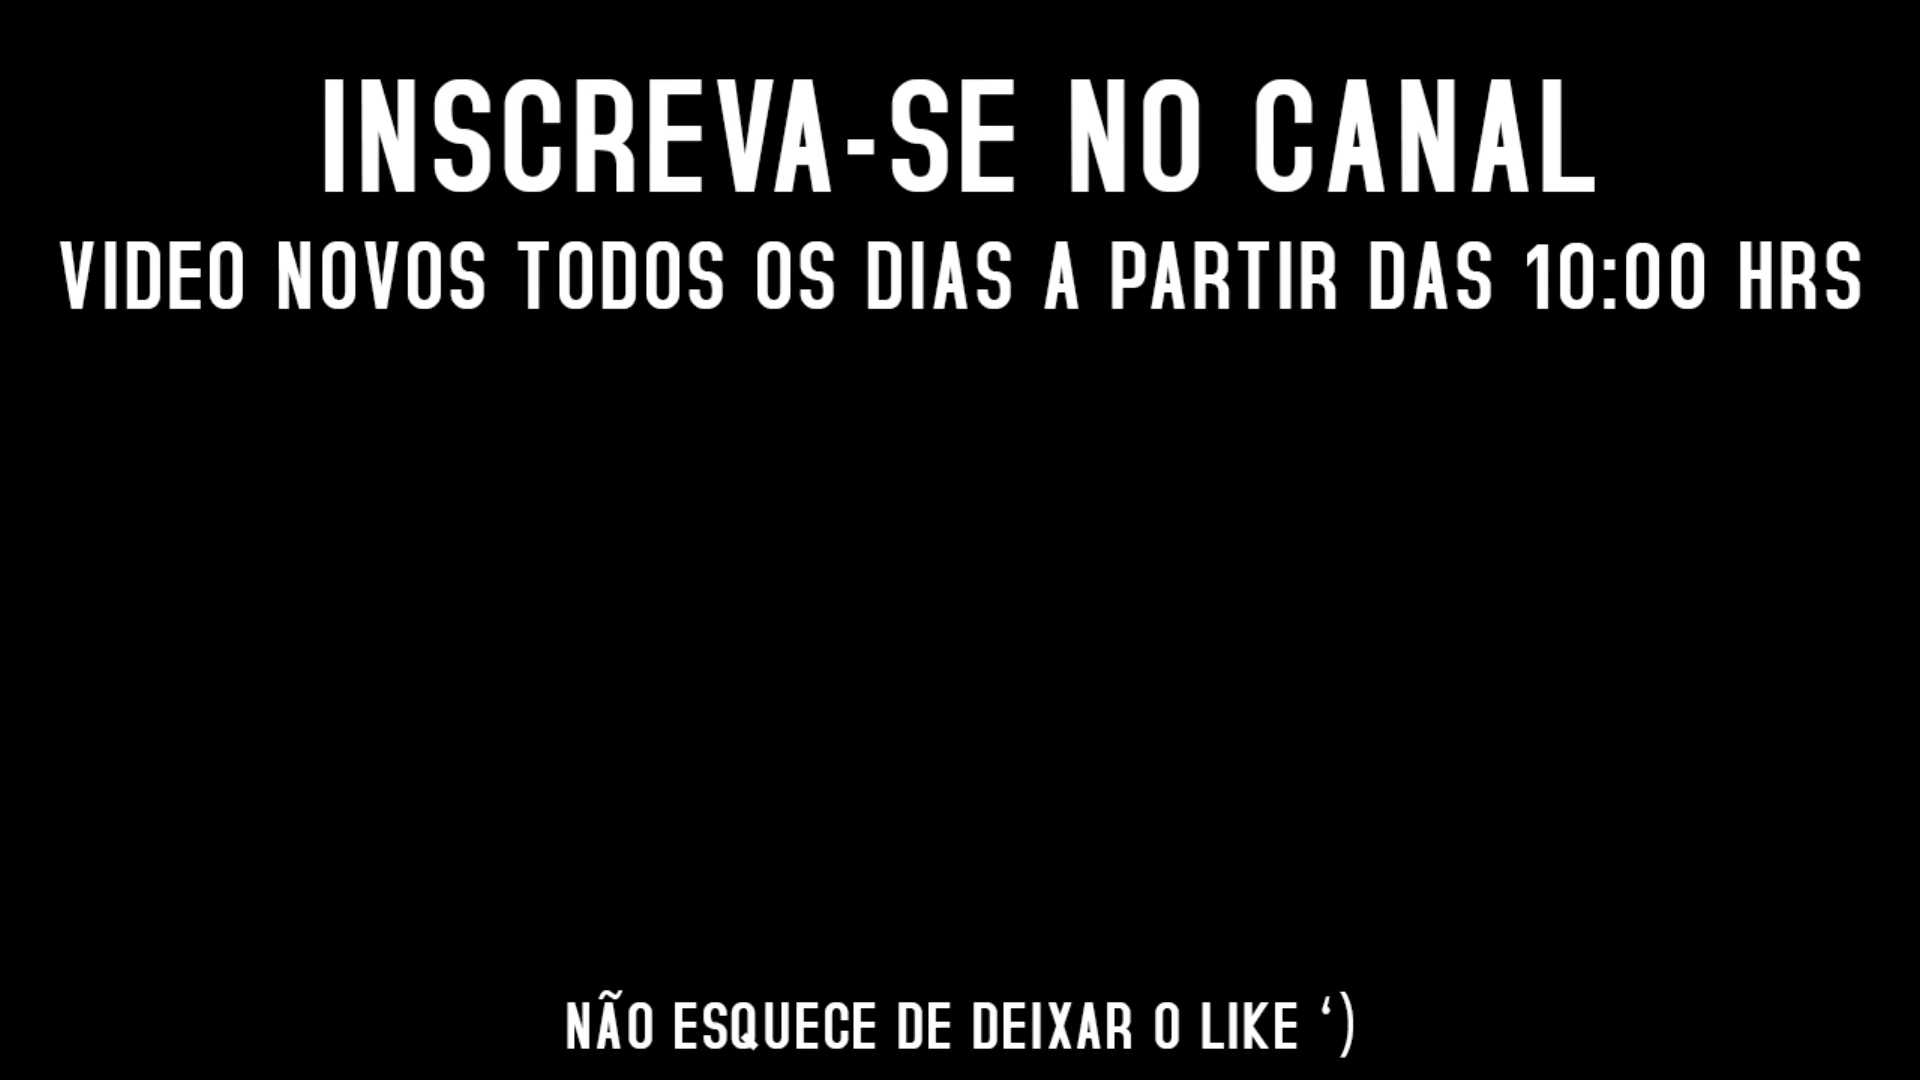 INSCREVA-SE NO CANAL
VIDEO NOVOS TODOS OS DIAS A PARTIR DAS 10:00 HRS
NÃO ESQUECE DE DEIXAR O LIKE ‘)